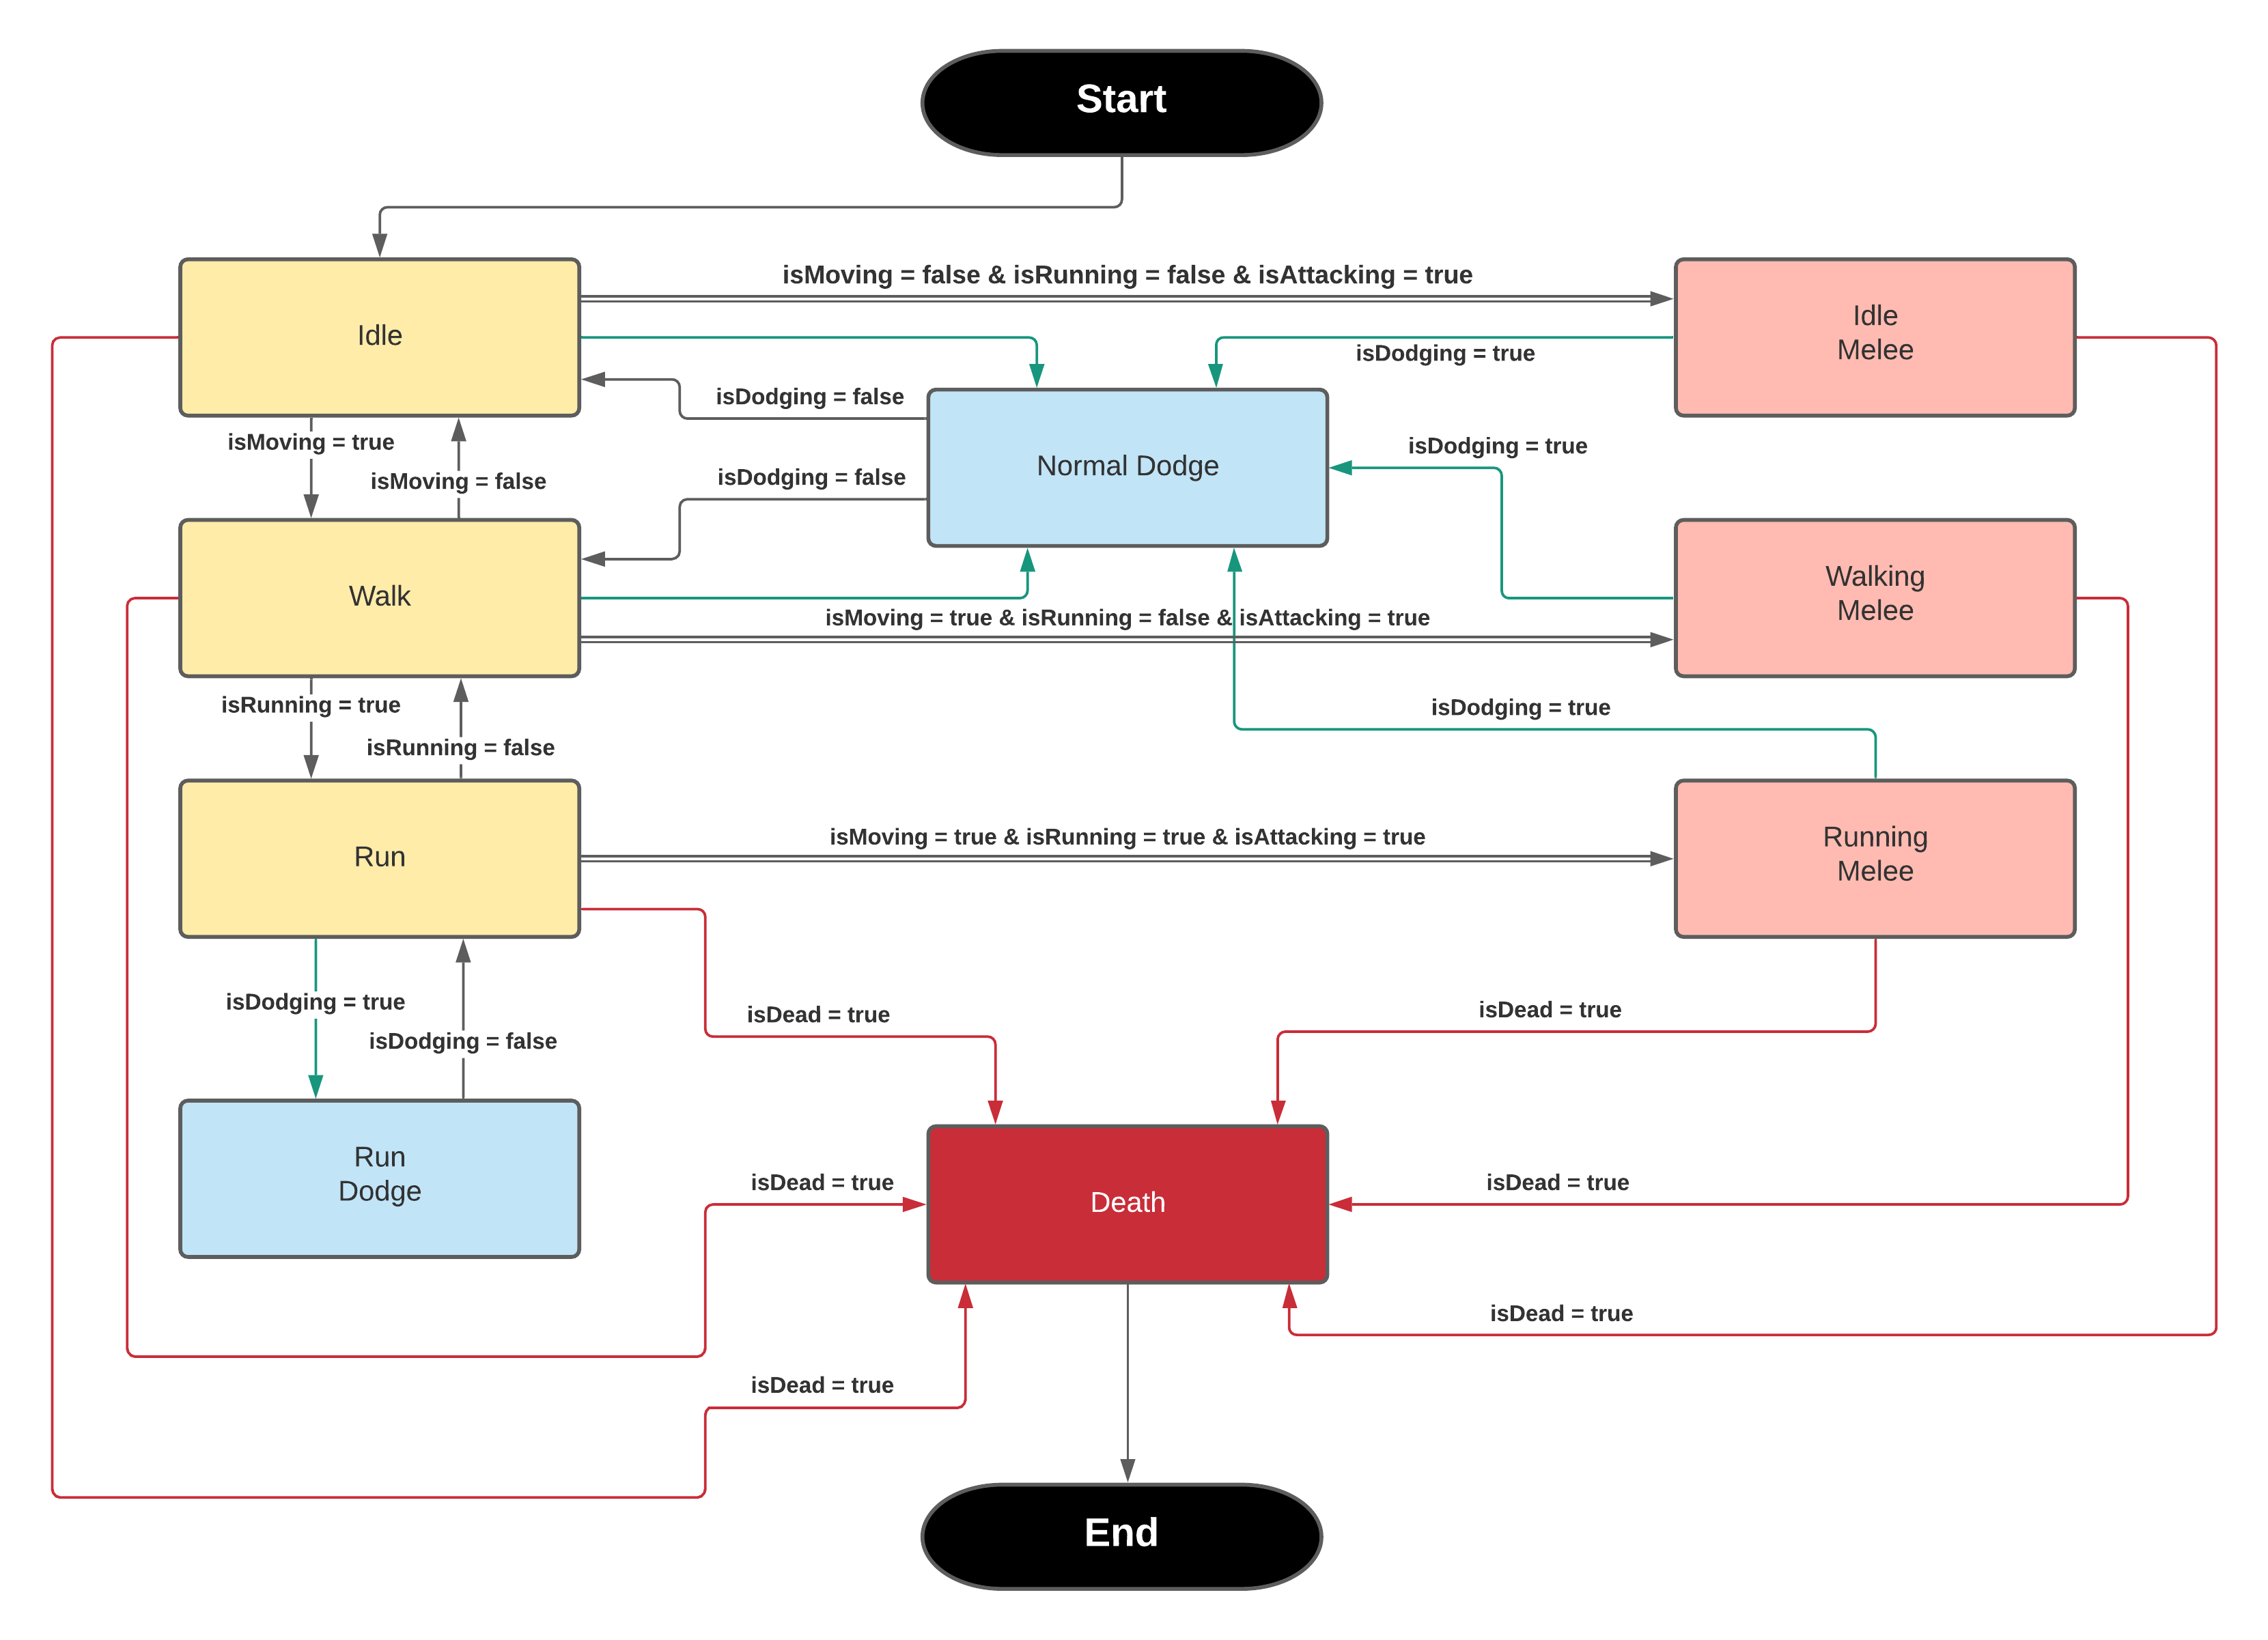 Start
isMoving = false & isRunning = false & isAttacking = true
Idle
Idle
Melee
isDodging = true
isDodging = false
isMoving = true
isDodging = true
Normal Dodge
isDodging = false
isMoving = false
Walk
Walking
Melee
isMoving = true & isRunning = false & isAttacking = true
isRunning = true
isDodging = true
isRunning = false
isMoving = true & isRunning = true & isAttacking = true
Run
Running
Melee
isDodging = true
isDead = true
isDead = true
isDodging = false
Run
Dodge
isDead = true
isDead = true
Death
isDead = true
isDead = true
End